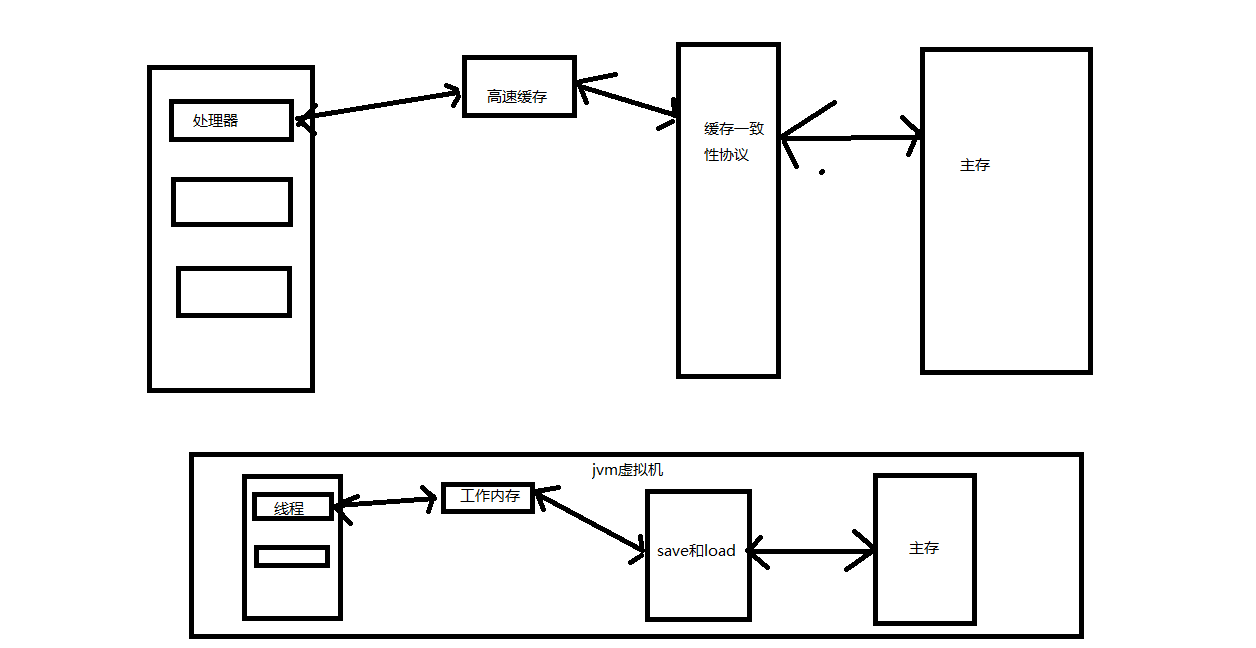 处理器
高速缓存
缓存一致
性协议
主存
jvm虚拟机
线程
工作内存
save和load
主存